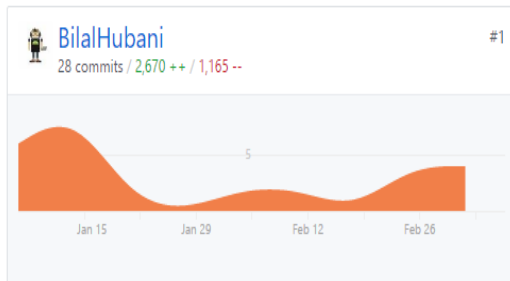 BilalHubani
#1
28 commits / 2,670 ++ / 1,165 --
5
Jan 15 Jan 29 Feb 12 Feb 26